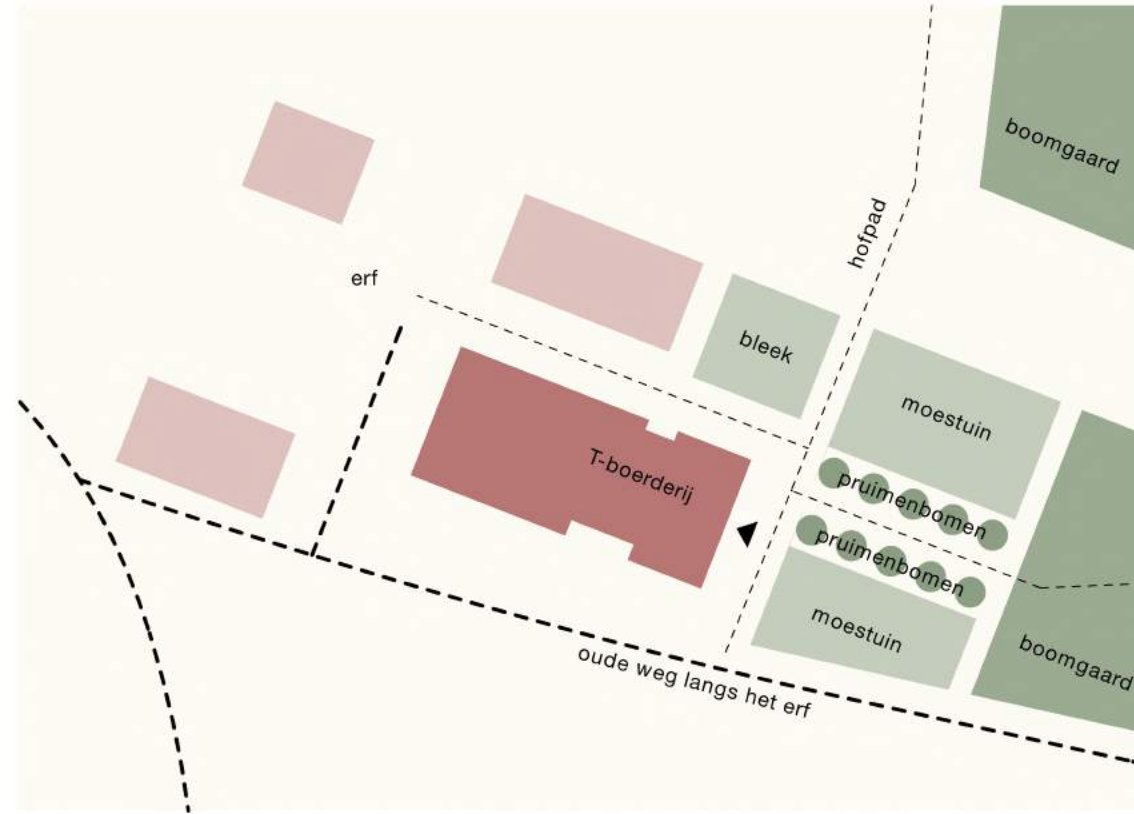 boomgaard
hofpad
erf
bleek
moestuin
T-boerderij
pruimenbomen
pruimenbomen
moestuin
boomgaard
oude weg langs het erf